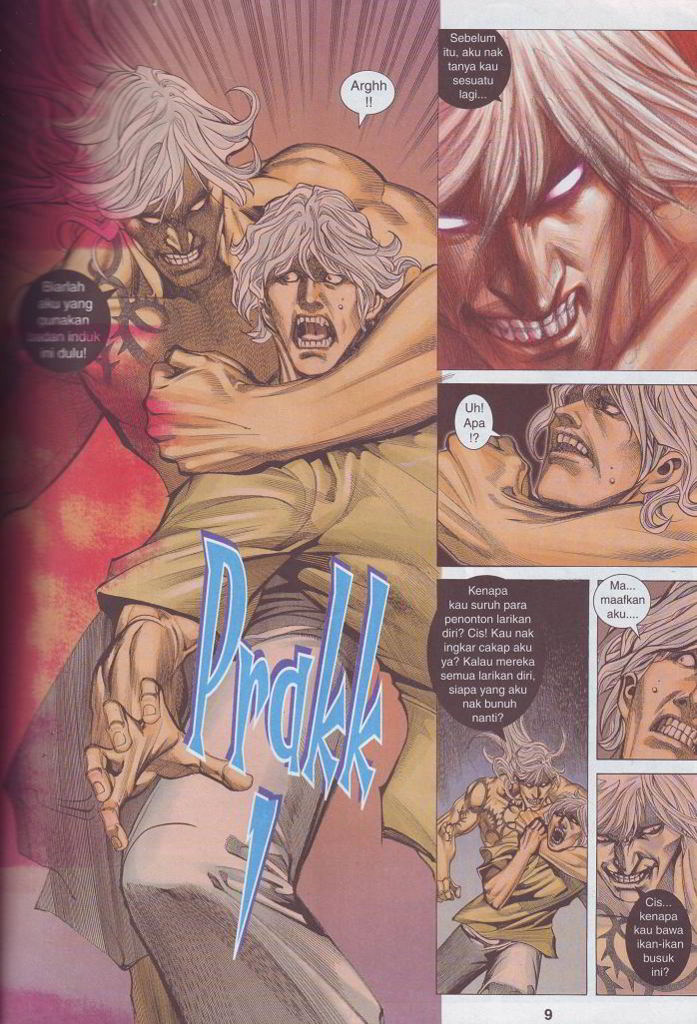 Arghh
!!
Biarlah
aku yang
gunakan
badan induk
ini dulu!
Prakk
!
Sebelum
itu, aku nak
tanya kau
sesuatu
lagi...
Uh!
Apa
!?
Kenapa
kau suruh para
penonton larikan
diri? Cis! Kau nak
ingkar cakap aku
ya? Kalau mereka
semua larikan diri,
siapa yang aku
nak bunuh
nanti?
Ma...
maafkan
aku....
Cis...
kenapa
kau bawa
ikan-ikan
busuk
ini?
9